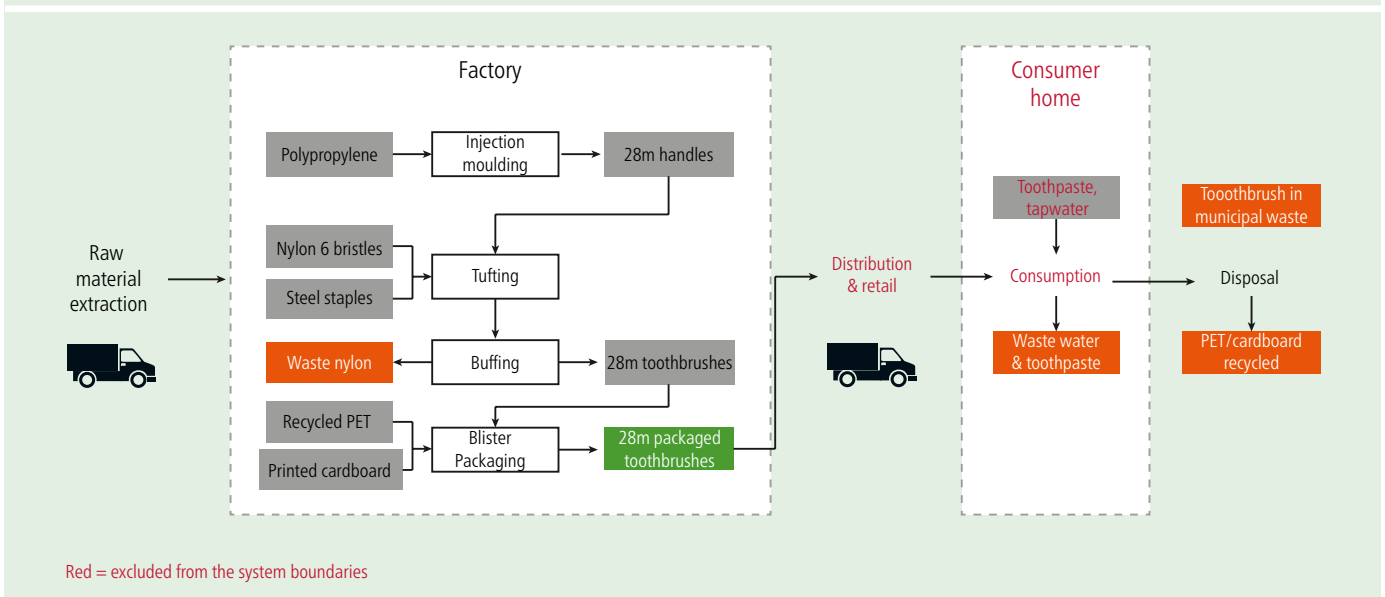 Factory
Consumer
home
Polypropylene
Injection
moulding
28m handles
Toothpaste,
tapwater
Tooothbrush in
municipal waste
Raw
material
extraction
Nylon 6 bristles
Steel staples
Tufting
Distribution
& retail
Consumption
Disposal
Waste nylon
Buffing
28m toothbrushes
Waste water
& toothpaste
PET/cardboard
recycled
Recycled PET
Printed cardboard
Blister
Packaging
28m packaged
toothbrushes
Red = excluded from the system boundaries